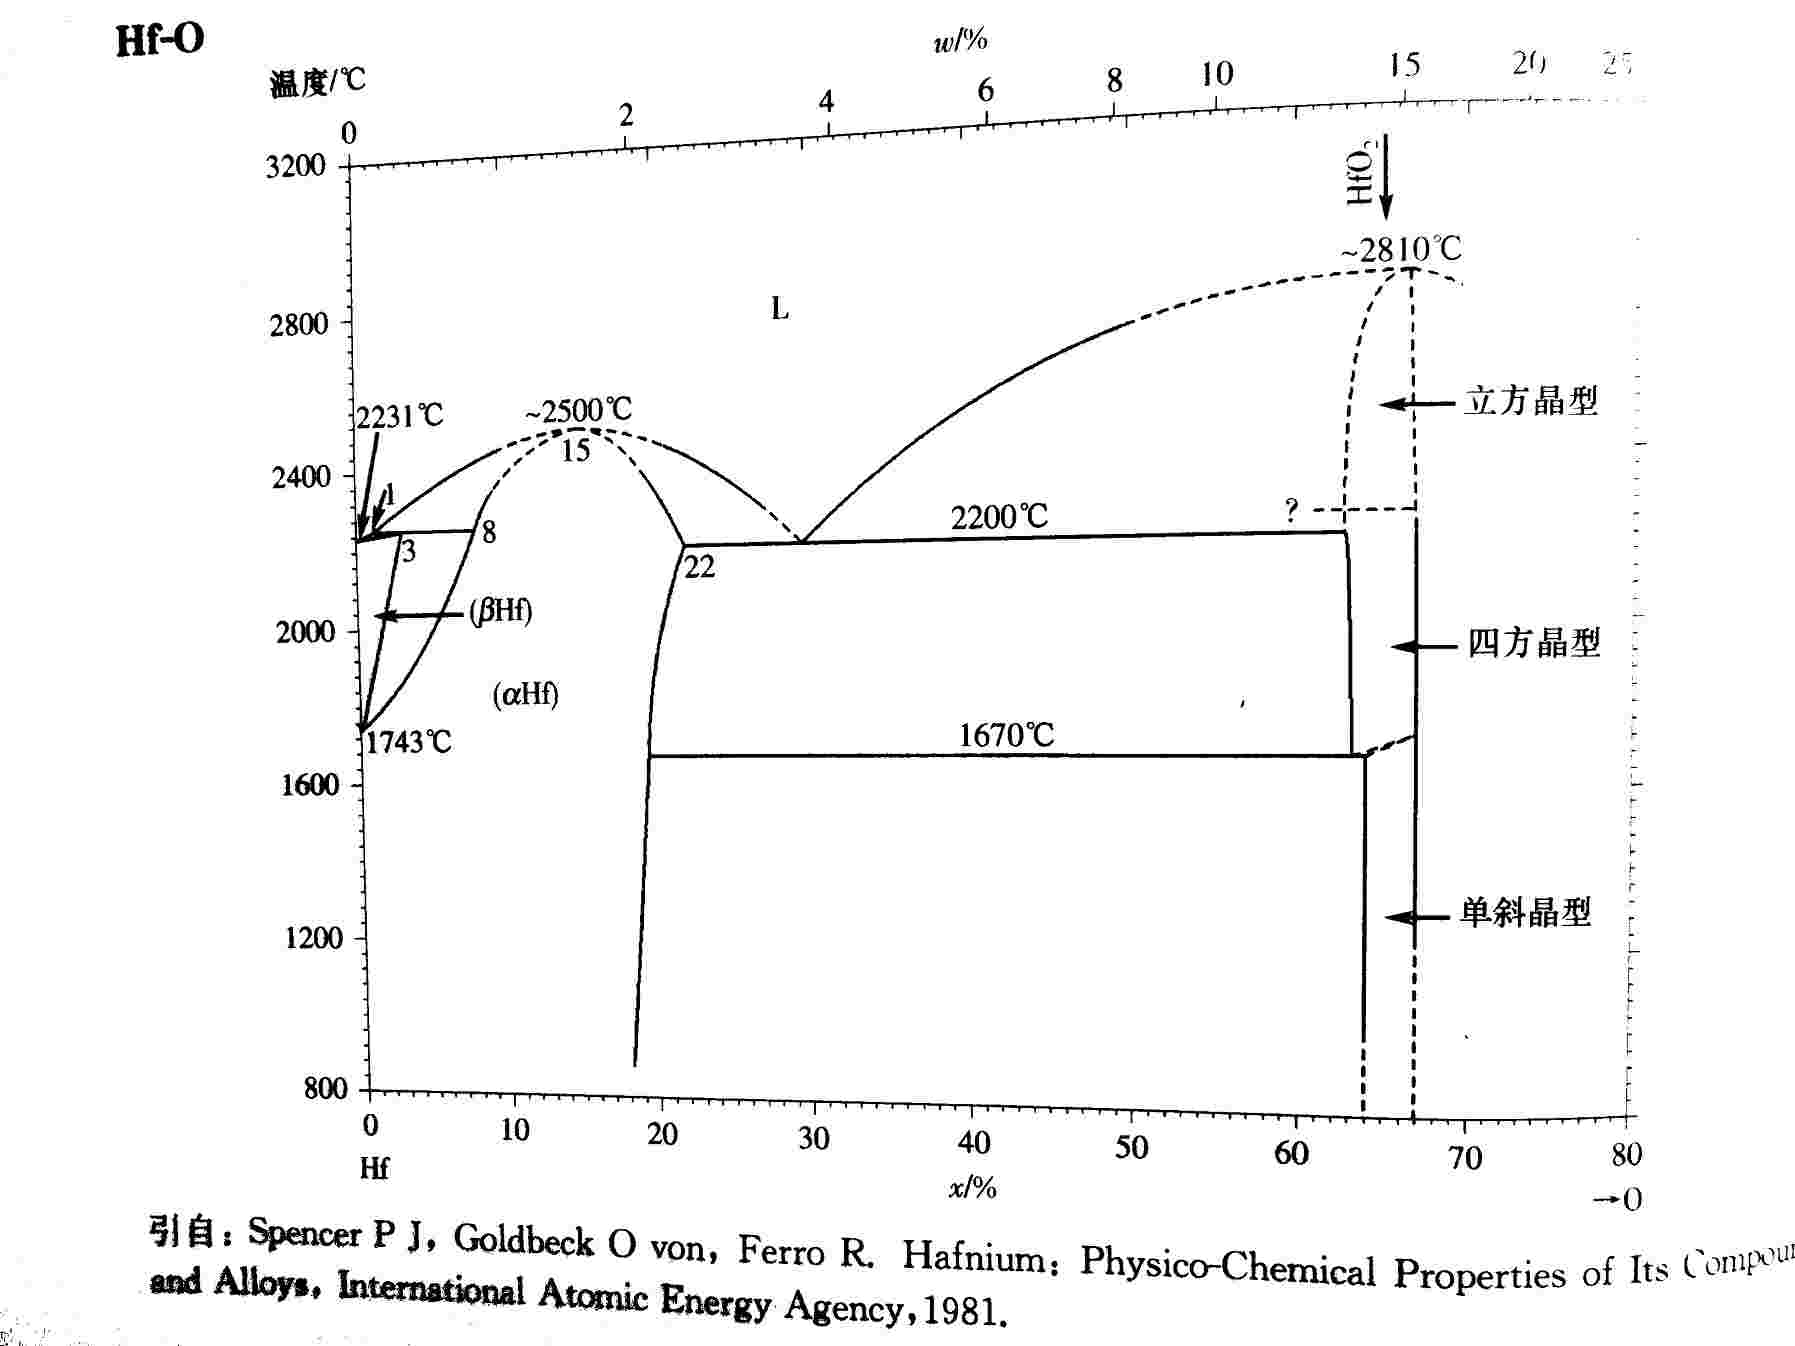 Hf-O
w/%
温度/℃
0 2 4 6 8 10 15 20 25
3200
HfO₂
~2810℃
2800
L
立方晶型
2231℃
~2500℃
15
2400
1
?
2200℃
8
3
22
(βHf)
2000
四方晶型
(αHf)
1743℃
1670℃
1600
单斜晶型
1200
800
0 10 20 30 40 50 60 70 80
Hf
x/%
→O
引自: Spencer P J, Goldbeck O von, Ferro R. Hafnium: Physico-Chemical Properties of Its Compoun
and Alloys, International Atomic Energy Agency, 1981.